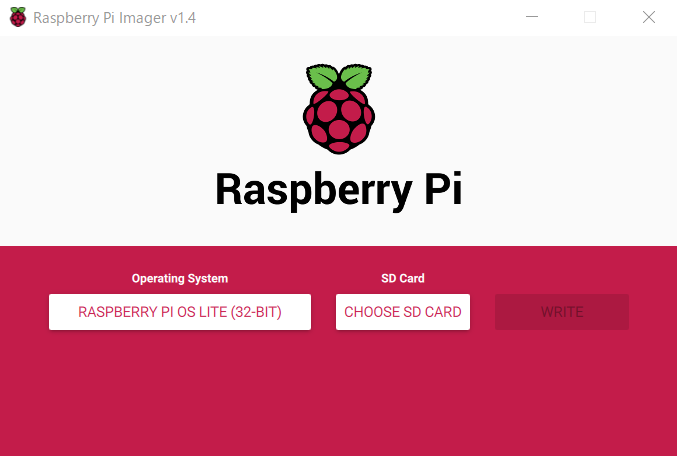 Raspberry Pi Imager v1.4
Raspberry Pi
Operating System
SD Card
RASPBERRY PI OS LITE (32-BIT)
CHOOSE SD CARD
WRITE